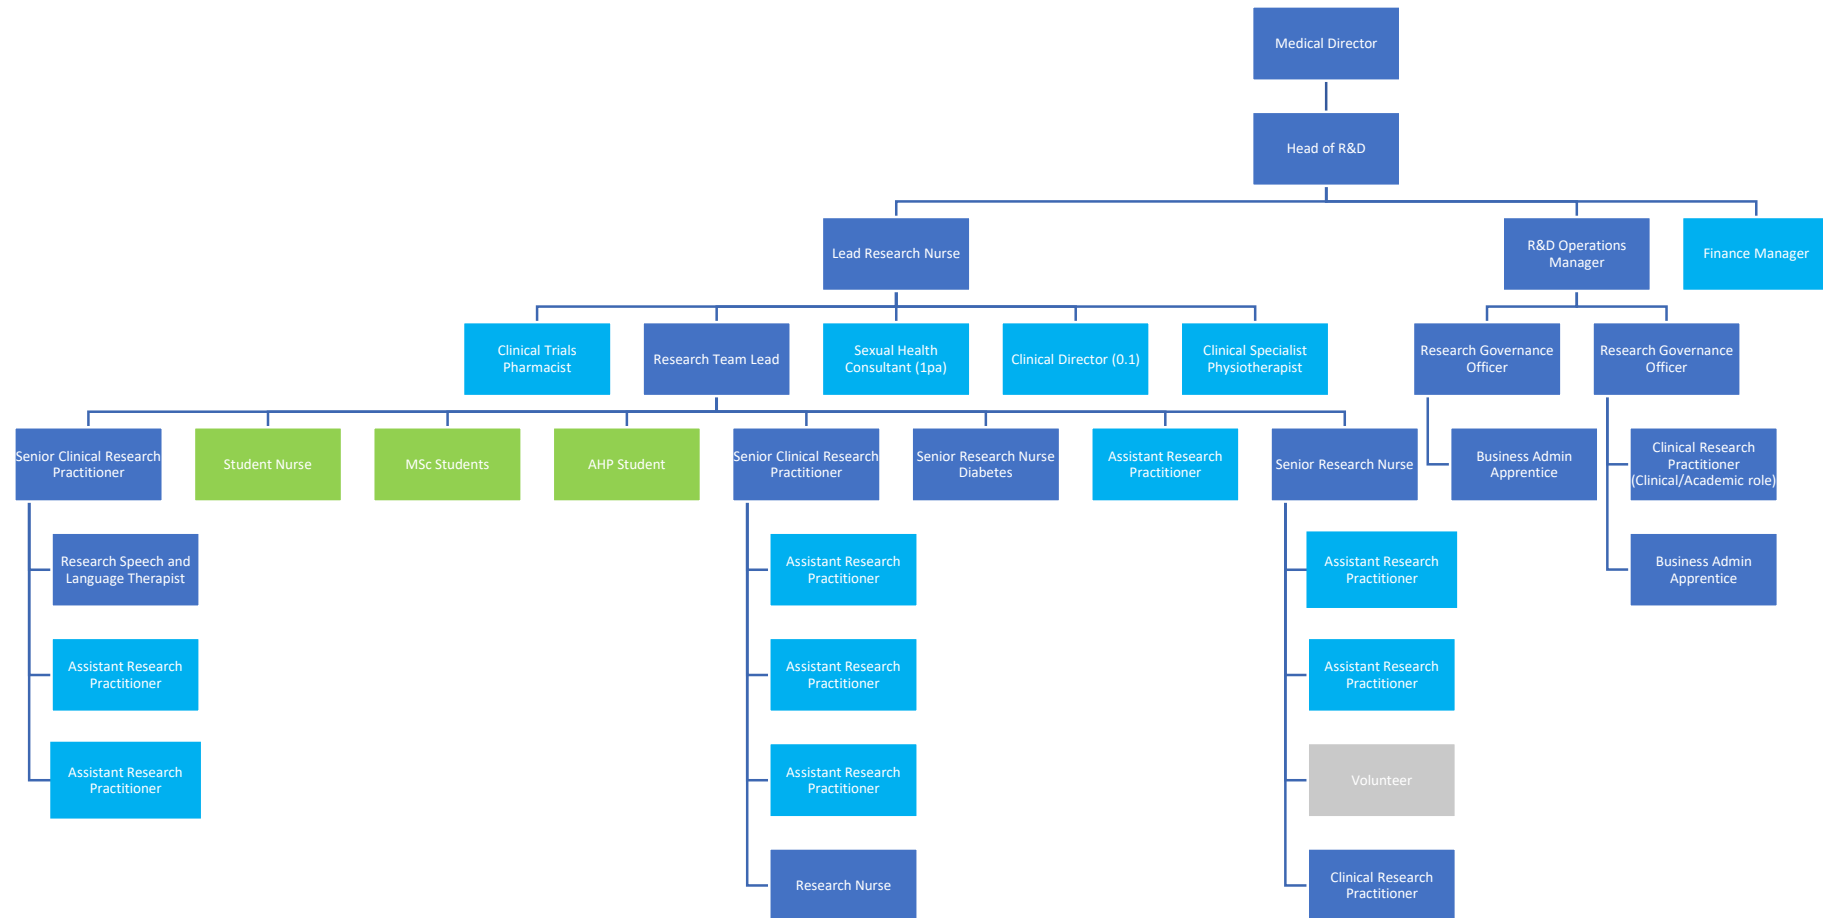 Medical Director
Head of R&D
Lead Research Nurse
R&D Operations
Manager
Finance Manager
Clinical Trials
Pharmacist
Research Team Lead
Sexual Health
Consultant (1pa)
Clinical Director (0.1)
Clinical Specialist
Physiotherapist
Research Governance
Officer
Research Governance
Officer
Senior Clinical Research
Practitioner
Student Nurse
MSc Students
AHP Student
Senior Clinical Research
Practitioner
Senior Research Nurse
Diabetes
Assistant Research
Practitioner
Senior Research Nurse
Business Admin
Apprentice
Clinical Research
Practitioner
(Clinical/Academic role)
Research Speech and
Language Therapist
Assistant Research
Practitioner
Assistant Research
Practitioner
Business Admin
Apprentice
Assistant Research
Practitioner
Assistant Research
Practitioner
Assistant Research
Practitioner
Assistant Research
Practitioner
Assistant Research
Practitioner
Volunteer
Research Nurse
Clinical Research
Practitioner